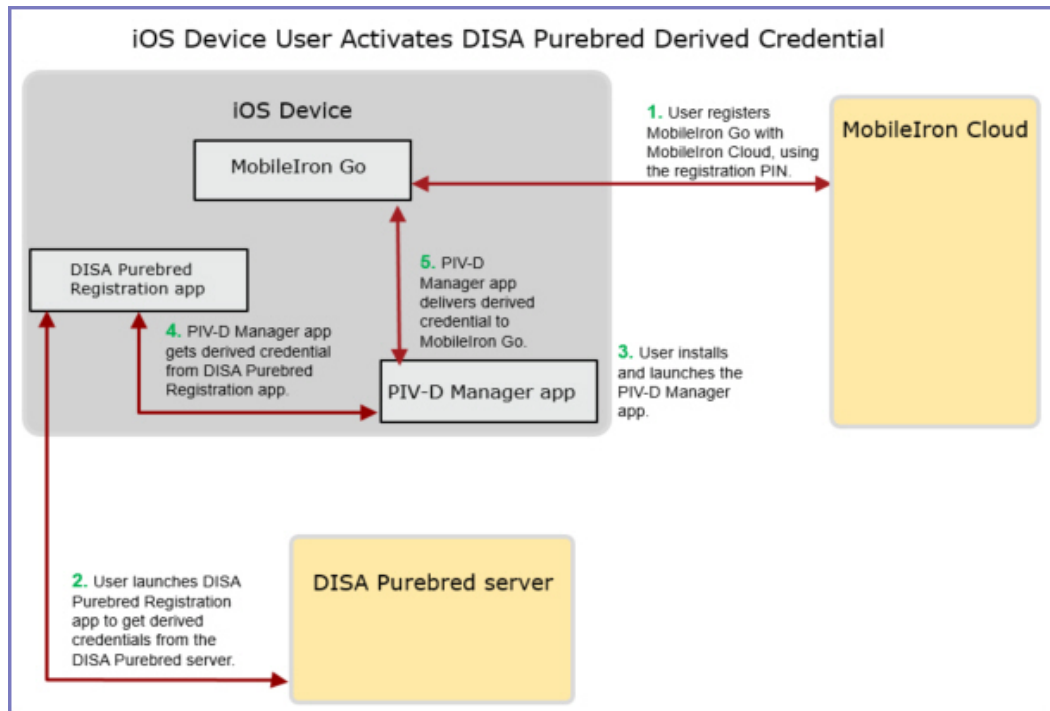 iOS Device User Activates DISA Purebred Derived Credential
iOS Device
MobileIron Go
1. User registers
MobileIron Go with
MobileIron Cloud, using
the registration PIN.
MobileIron Cloud
DISA Purebred
Registration app
5. PIV-D
Manager app
delivers derived
credential to
MobileIron Go.
4. PIV-D Manager app
gets derived credential
from DISA Purebred
Registration app.
PIV-D Manager app
3. User installs
and launches the
PIV-D Manager
app.
2. User launches DISA
Purebred Registration
app to get derived
credentials from the
DISA Purebred server.
DISA Purebred server